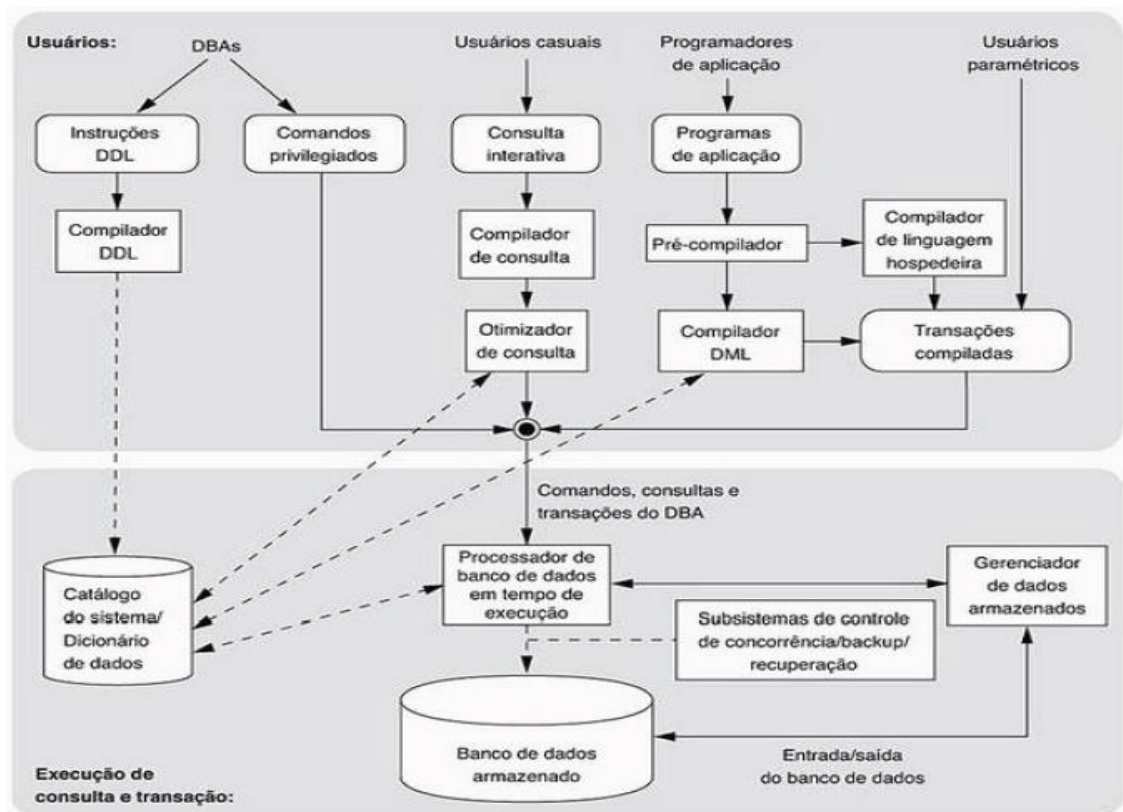 Usuários:
DBAs
Usuários casuais
Programadores
de aplicação
Usuários
paramétricos
Instruções
DDL
Comandos
privilegiados
Consulta
interativa
Programas
de aplicação
Compilador
DDL
Compilador
de consulta
Pré-compilador
Compilador
de linguagem
hospedeira
Otimizador
de consulta
Compilador
DML
Transações
compiladas
Comandos, consultas e
transações do DBA
Catálogo
do sistema/
Dicionário
de dados
Processador de
banco de dados
em tempo de
execução
Gerenciador
de dados
armazenados
Subsistemas de controle
de concorrência/backup/
recuperação
Banco de dados
armazenado
Entrada/saída
do banco de dados
Execução de
consulta e transação: